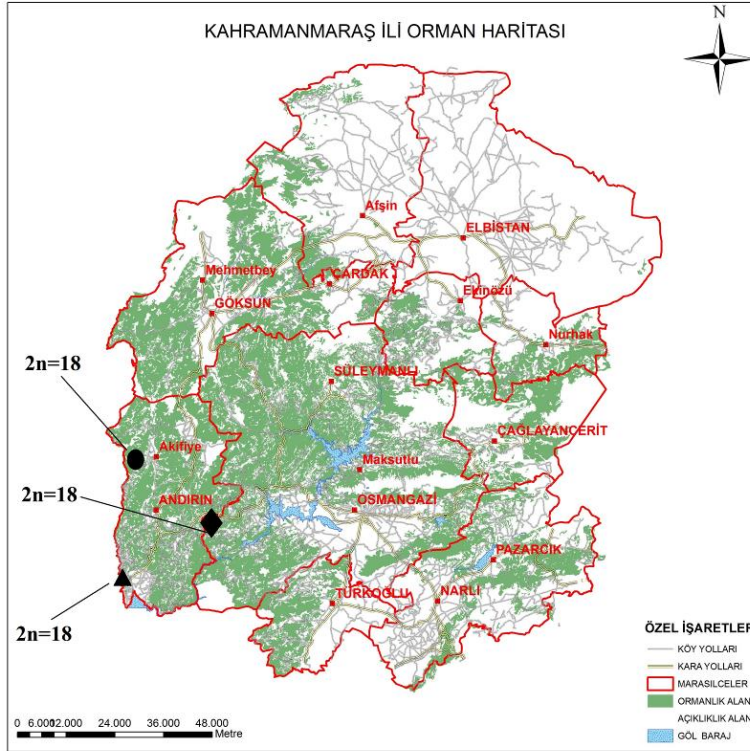 KAHRAMANMARAŞ İLİ ORMAN HARİTASI
N
Afşin
ELBİSTAN
Mehmetbey
ÇARDAK
Ekinözü
GÖKSUN
Nurhak
2n=18
SÜLEYMANLI
ÇAĞLAYANCERİT
Akifiye
Maksutlu
2n=18
ANDIRIN
OSMANGAZİ
PAZARCIK
TÜRKOĞLU
NARLI
2n=18
ÖZEL İŞARETLER
KÖY YOLLARI
KARA YOLLARI
MARASILCELER
ORMANLIK ALAN
AÇIKLIKLIK ALAN
GÖL BARAJ
0 6.000 12.000 24.000 36.000 48.000
Metre